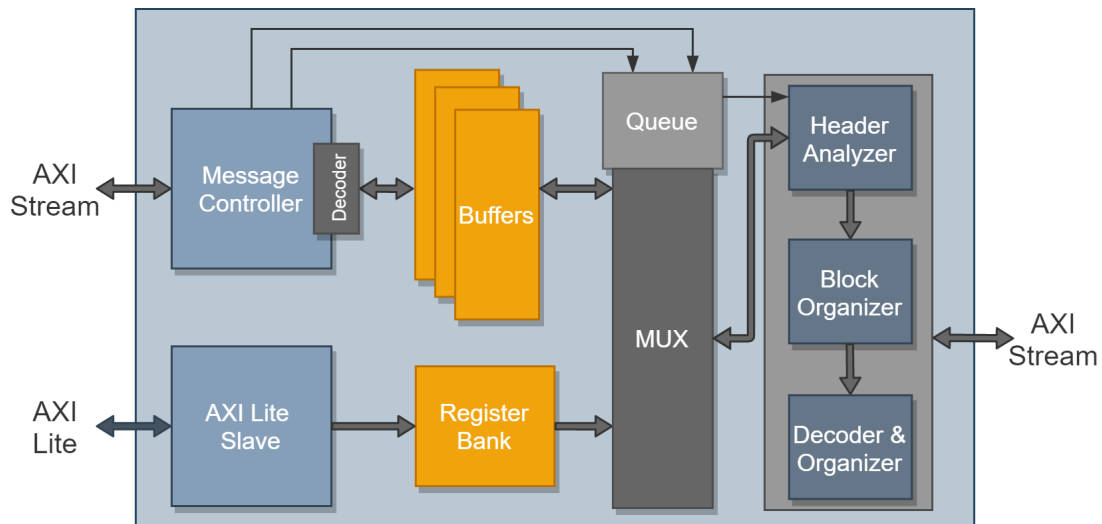 AXI
Stream
Message
Controller
Decoder
Buffers
Queue
MUX
Header
Analyzer
Block
Organizer
Decoder &
Organizer
AXI
Stream
AXI
Lite
AXI Lite
Slave
Register
Bank